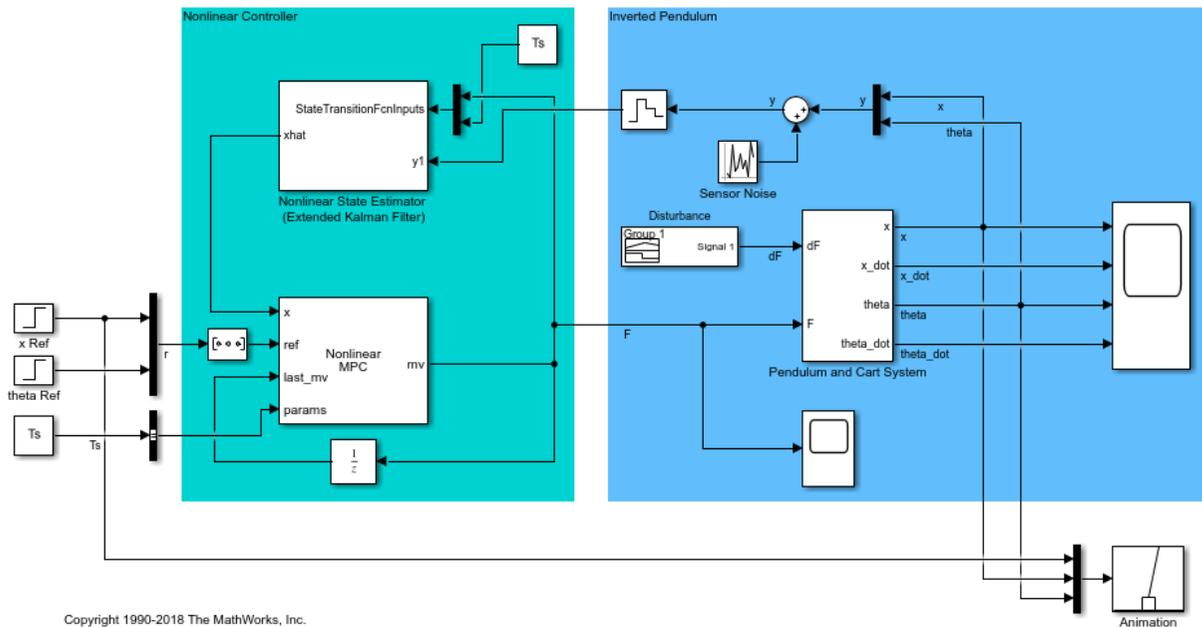 Nonlinear Controller
Inverted Pendulum
Ts
StateTransitionFcnInputs
xhat
y1
Nonlinear State Estimator
(Extended Kalman Filter)
y
y
x
theta
Sensor Noise
Disturbance
Group 1
Signal 1
dF
dF
F
x
x_dot
theta
theta_dot
x
x_dot
theta
theta_dot
Pendulum and Cart System
x Ref
theta Ref
Ts
Ts
r
x
ref
last_mv
params
Nonlinear
MPC
mv
F
1
z
Animation
Copyright 1990-2018 The MathWorks, Inc.